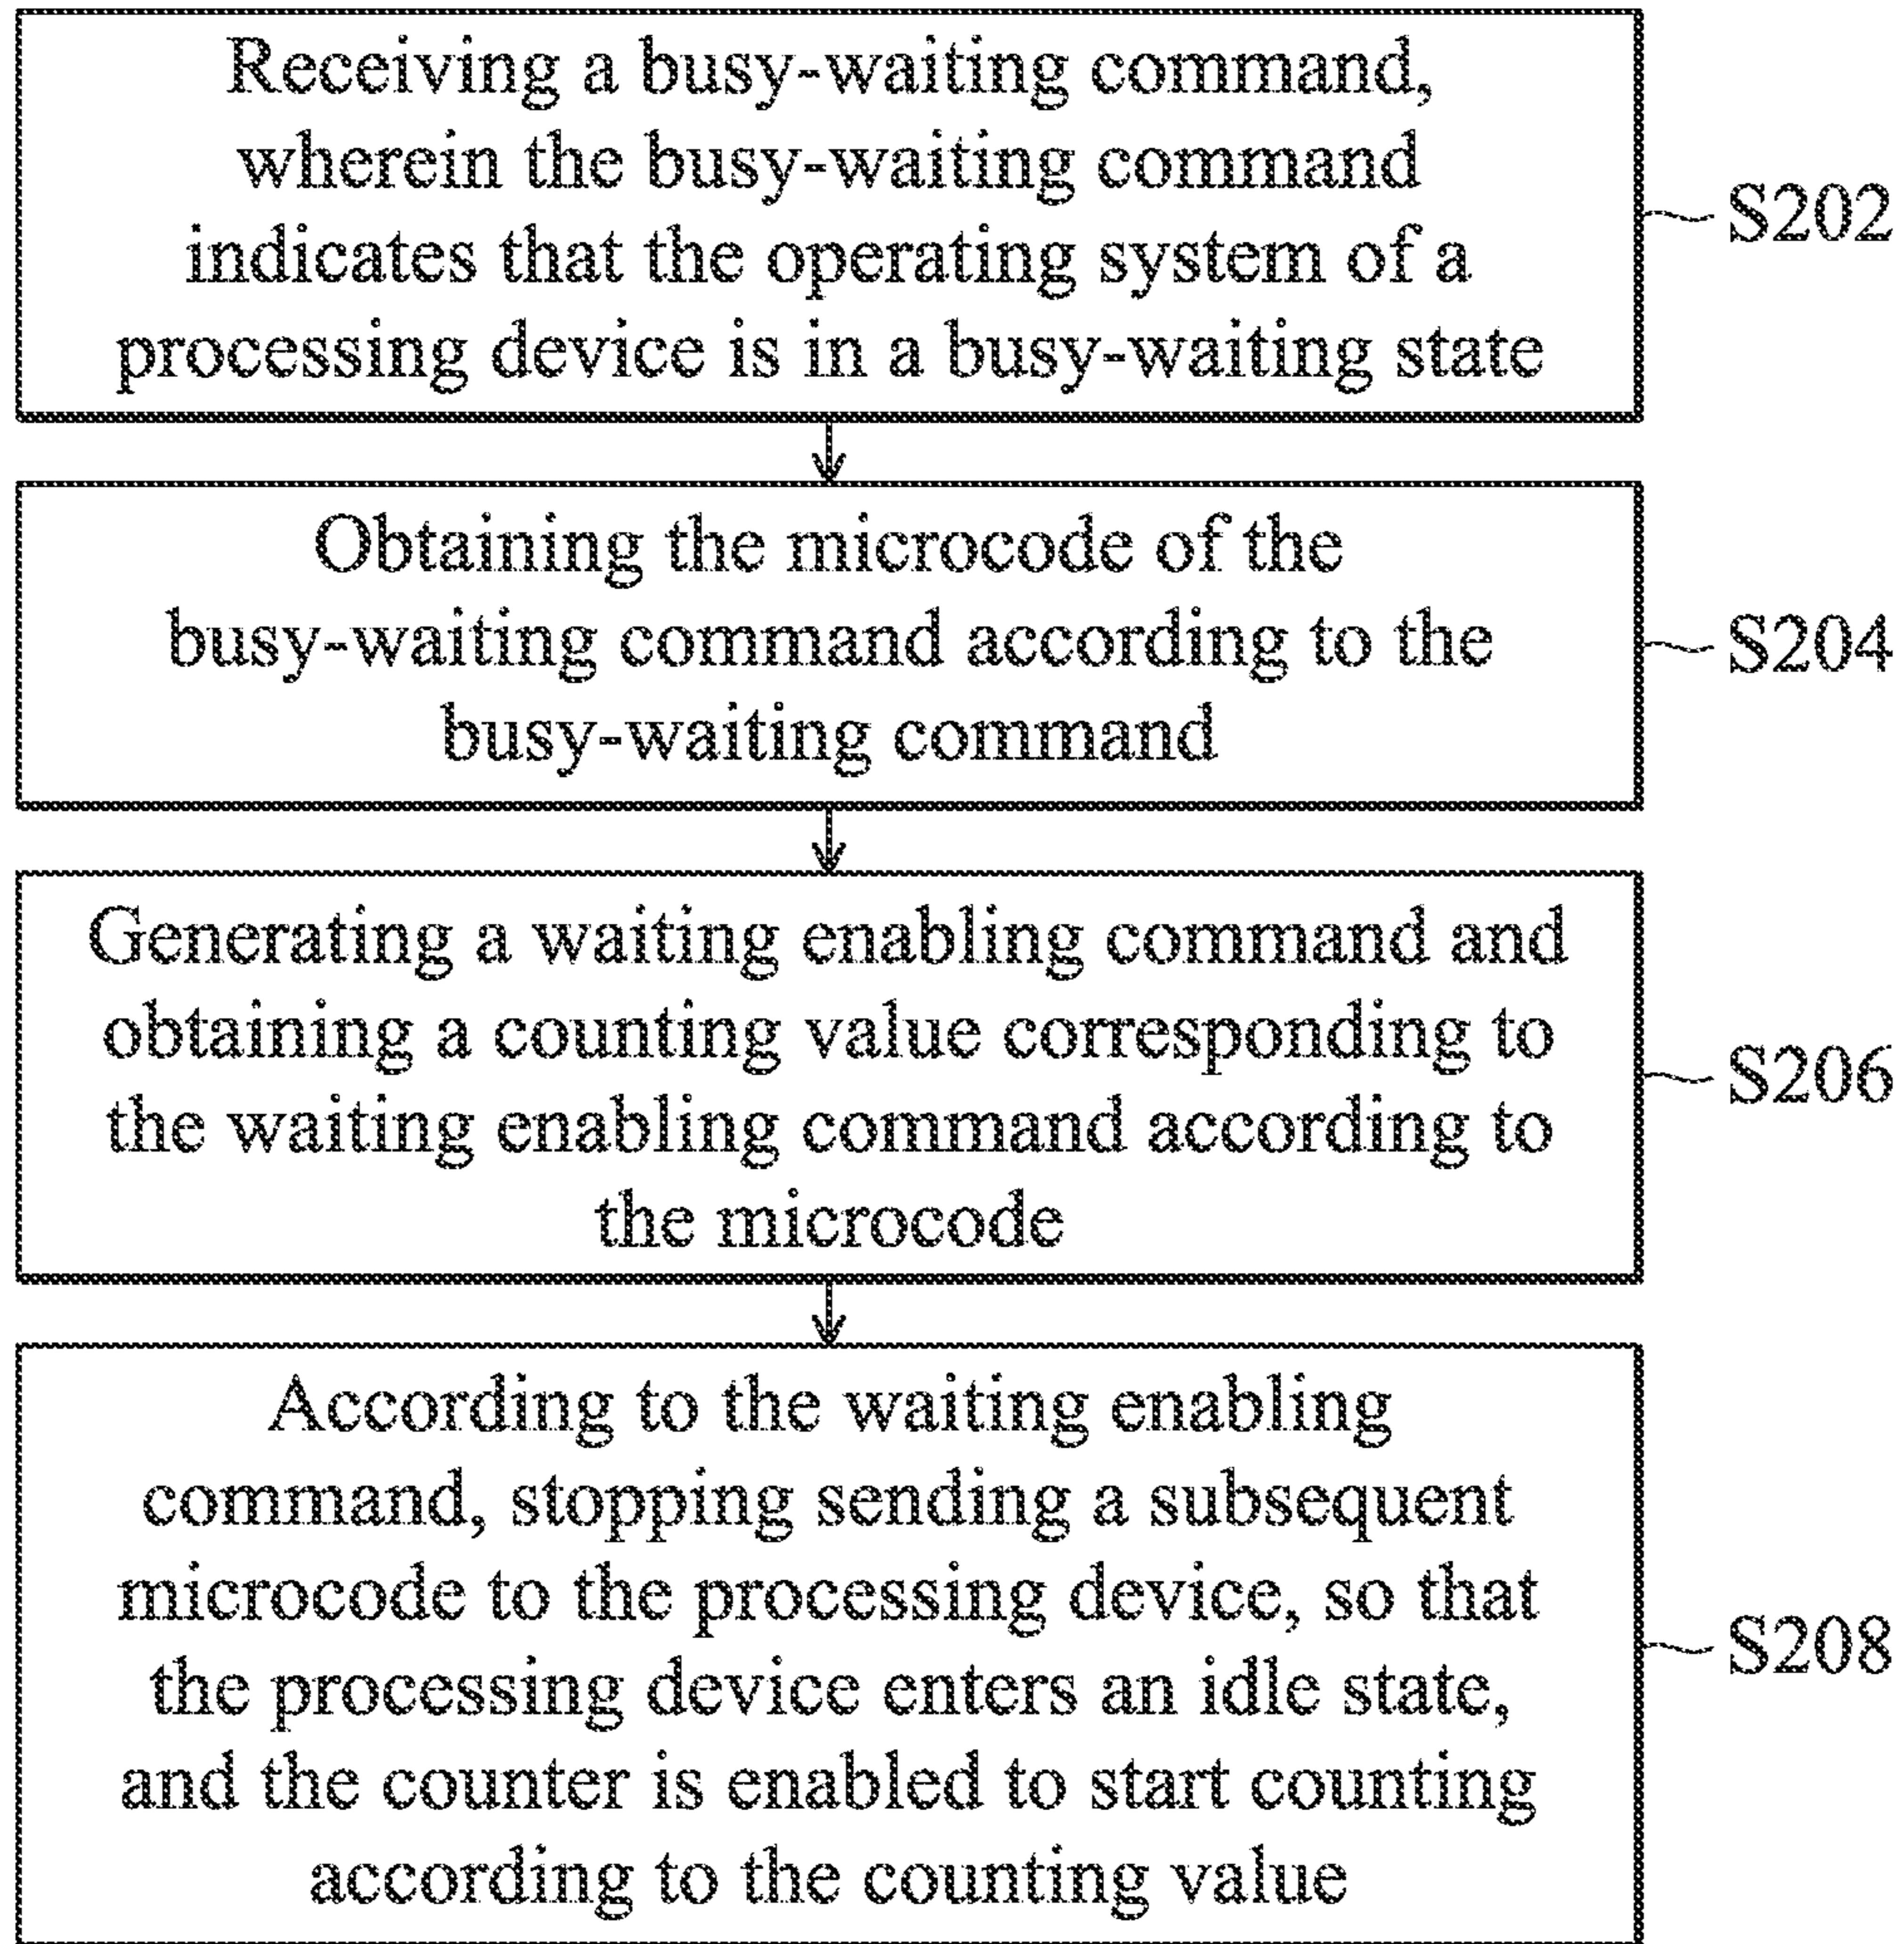 Receiving a busy-waiting command,
wherein the busy-waiting command
indicates that the operating system of a
processing device is in a busy-waiting state
S202
Obtaining the microcode of the
busy-waiting command according to the
busy-waiting command
S204
Generating a waiting enabling command and
obtaining a counting value corresponding to
the waiting enabling command according to
the microcode
S206
According to the waiting enabling
command, stopping sending a subsequent
microcode to the processing device, so that
the processing device enters an idle state,
and the counter is enabled to start counting
according to the counting value
S208